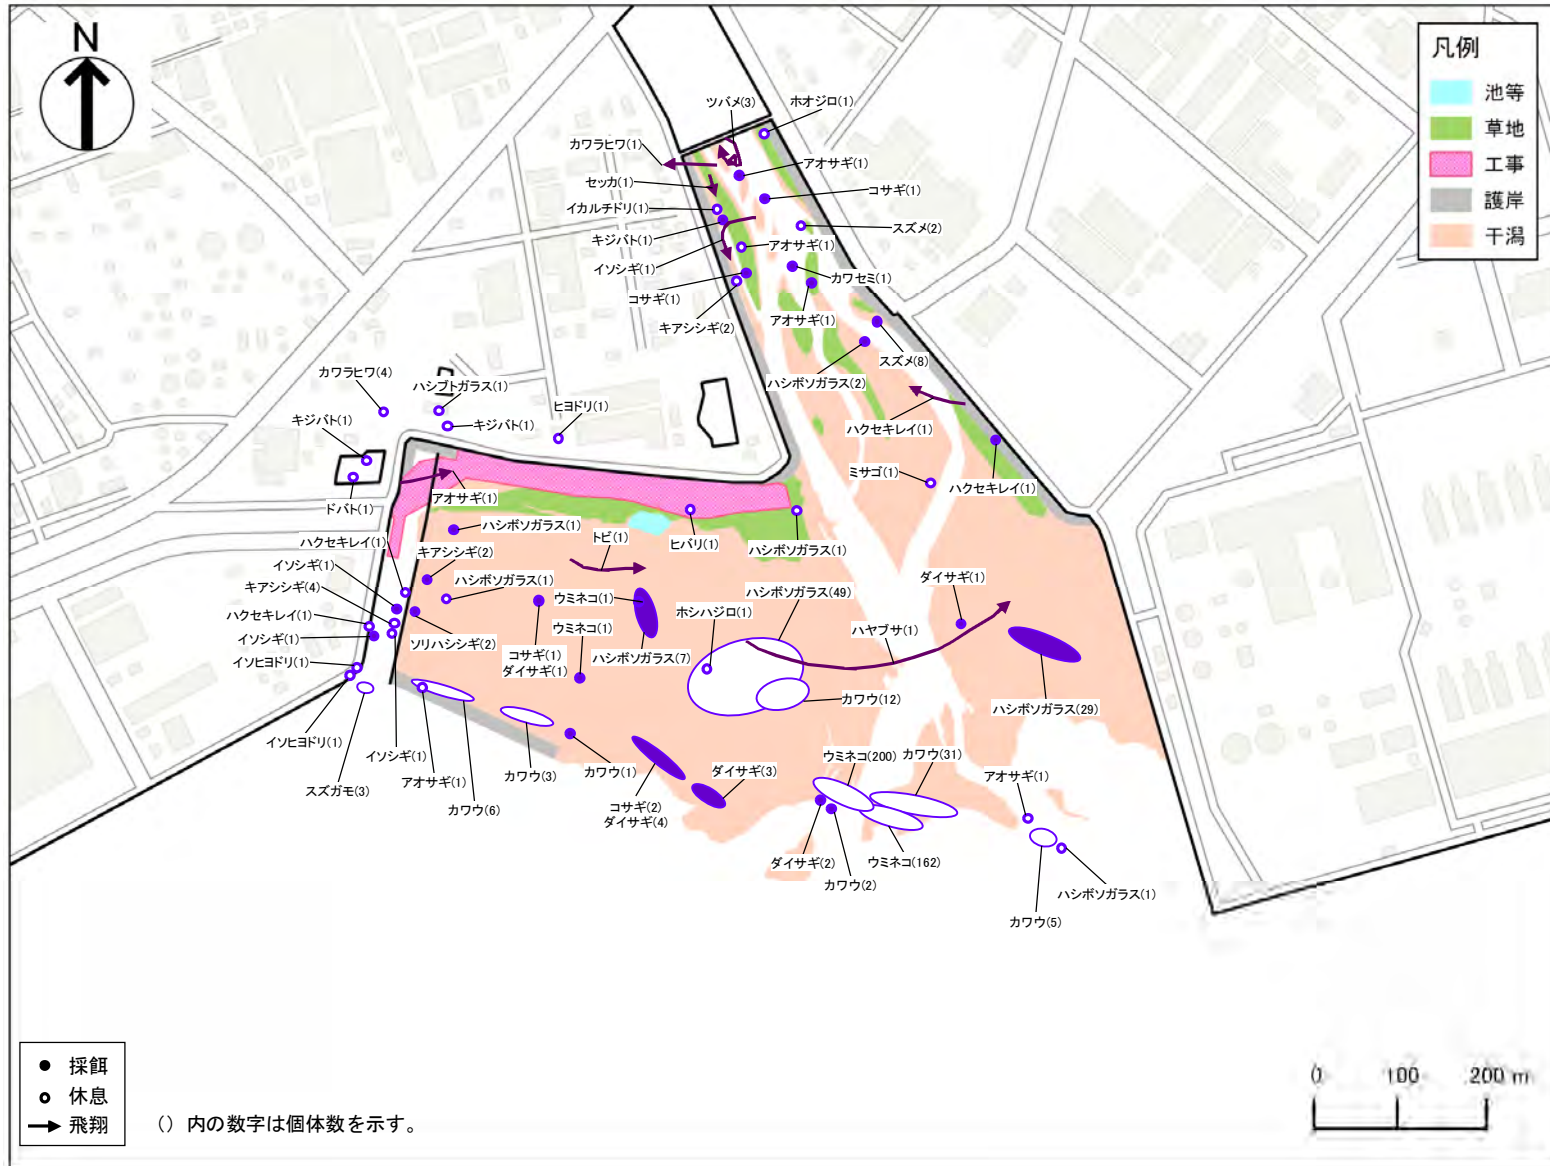 N
凡例
池等
草地
工事
護岸
干潟
ツバメ(3)
ホオジロ(1)
カワラヒワ(1)
アオサギ(1)
セッカ(1)
コサギ(1)
イカルチドリ(1)
スズメ(2)
キジバト(1)
アオサギ(1)
イソシギ(1)
カワセミ(1)
コサギ(1)
アオサギ(1)
キアシシギ(2)
スズメ(8)
ハシボソガラス(2)
カワラヒワ(4)
ハシブトガラス(1)
キジバト(1)
ヒヨドリ(1)
キジバト(1)
ハクセキレイ(1)
ミサゴ(1)
ハクセキレイ(1)
ドバト(1)
アオサギ(1)
ハシボソガラス(1)
トビ(1)
ヒバリ(1)
ハシボソガラス(1)
ハクセキレイ(1)
キアシシギ(2)
イソシギ(1)
ハシボソガラス(1)
ダイサギ(1)
キアシシギ(4)
ウミネコ(1)
ハシボソガラス(49)
ハクセキレイ(1)
ホシハジロ(1)
ウミネコ(1)
ハヤブサ(1)
イソシギ(1)
ソリハシシギ(2)
コサギ(1)
ダイサギ(1)
ハシボソガラス(7)
イソヒヨドリ(1)
カワウ(12)
ハシボソガラス(29)
イソヒヨドリ(1)
イソシギ(1)
スズガモ(3)
アオサギ(1)
カワウ(6)
カワウ(3)
カワウ(1)
ダイサギ(3)
コサギ(2)
ダイサギ(4)
ウミネコ(200)
カワウ(31)
アオサギ(1)
ダイサギ(2)
カワウ(2)
ウミネコ(162)
ハシボソガラス(1)
カワウ(5)
採餌
休息
飛翔
() 内の数字は個体数を示す。
0 100 200 m